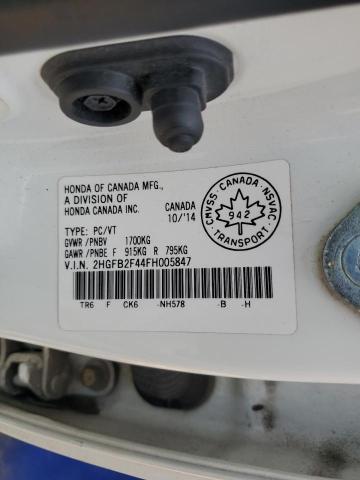 HONDA OF CANADA MFG.,
A DIVISION OF
HONDA CANADA INC.
CANADA
10/'14
TYPE: PC/VT
GVWR /PNBV 1700KG
GAWR /PNBE F 915KG R 795KG
V.I.N. 2HGFB2F44FH005847
TR6 F CK6 -NH578 -B -H
CANADA
CMVSS NSVAC
942
TRANSPORT